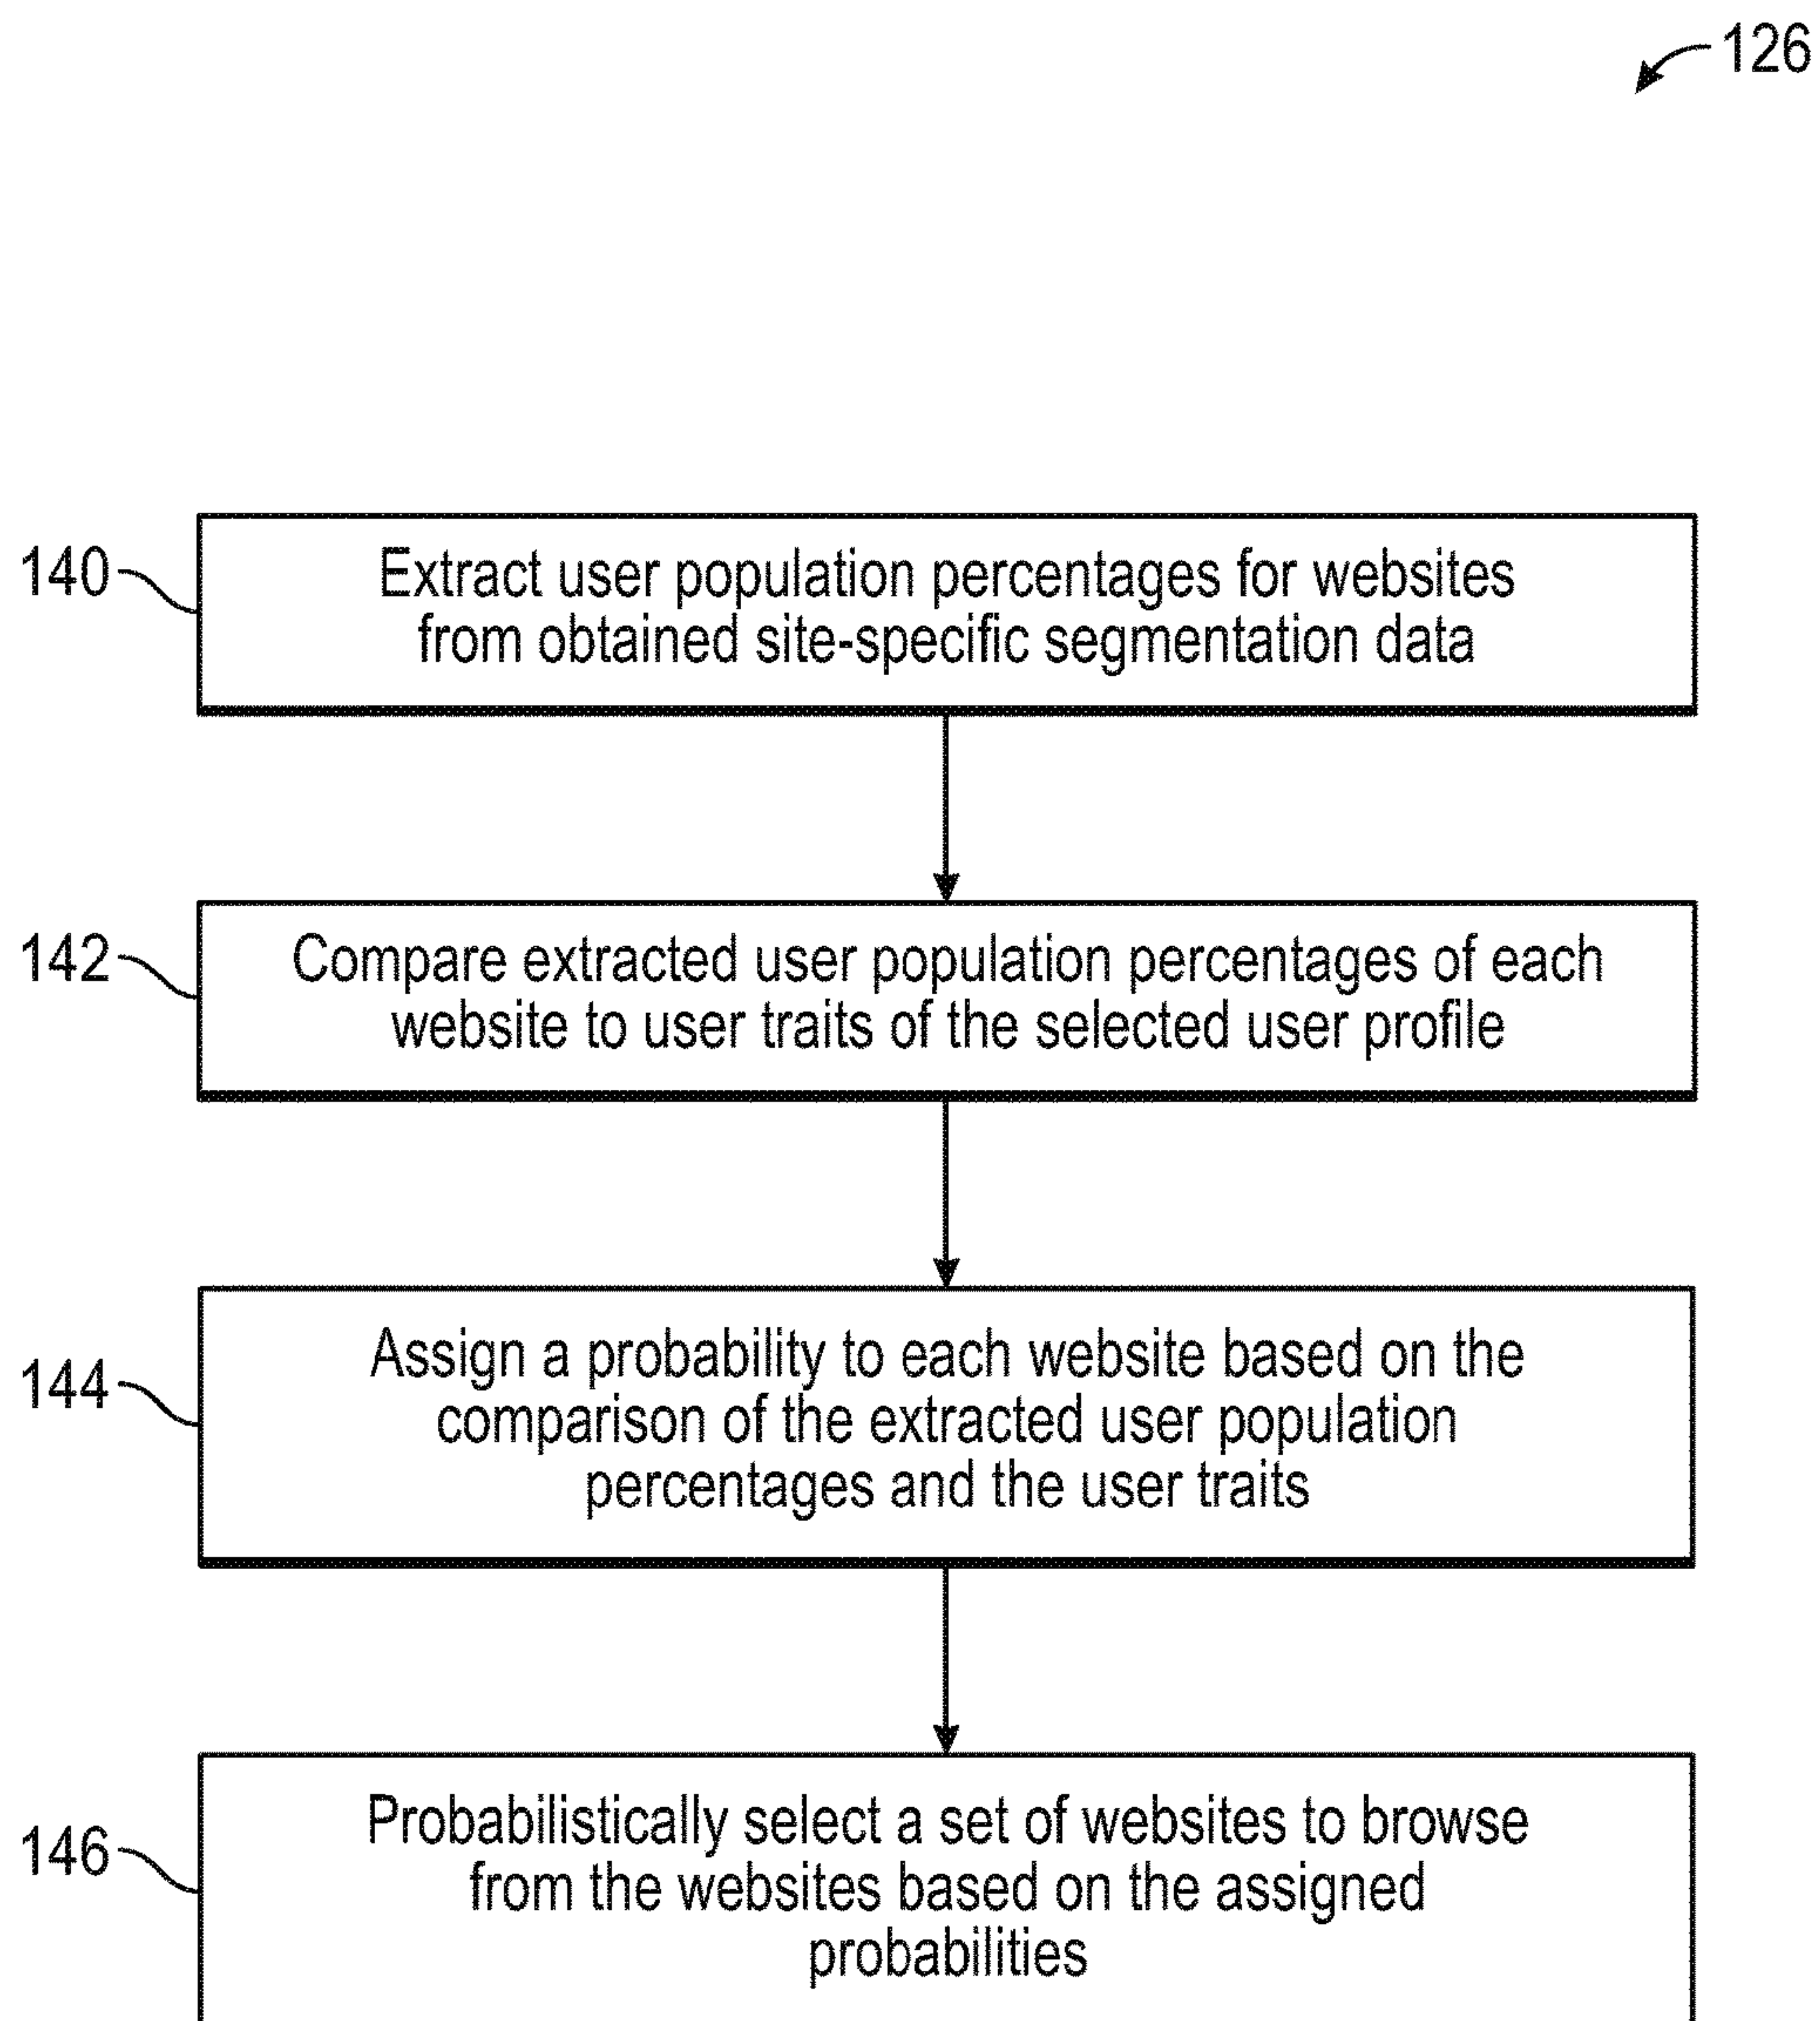 126
140
Extract user population percentages for websites
from obtained site-specific segmentation data
142
Compare extracted user population percentages of each
website to user traits of the selected user profile
144
Assign a probability to each website based on the
comparison of the extracted user population
percentages and the user traits
146
Probabilistically select a set of websites to browse
from the websites based on the assigned
probabilities